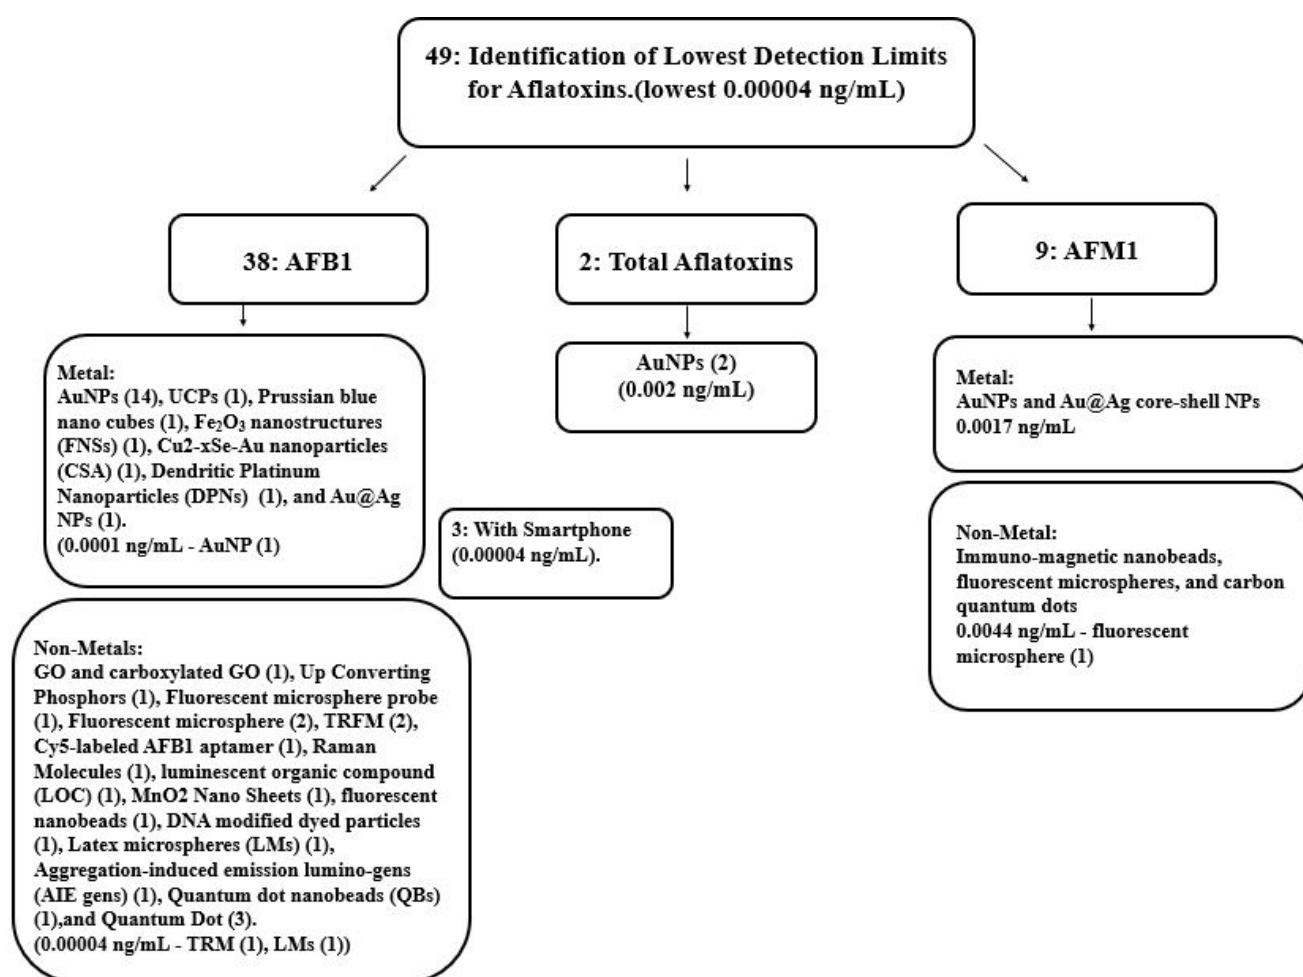 49: Identification of Lowest Detection Limits
for Aflatoxins.(lowest 0.00004 ng/mL)
38: AFB1
2: Total Aflatoxins
9: AFM1
Metal:
AuNPs (14), UCPs (1), Prussian blue
nano cubes (1), Fe₂O₃ nanostructures
(FNSs) (1), Cu2-xSe-Au nanoparticles
(CSA) (1), Dendritic Platinum
Nanoparticles (DPNs) (1), and Au@Ag
NPs (1).
(0.0001 ng/mL - AuNP (1)
AuNPs (2)
(0.002 ng/mL)
Metal:
AuNPs and Au@Ag core-shell NPs
0.0017 ng/mL
3: With Smartphone
(0.00004 ng/mL).
Non-Metal:
Immuno-magnetic nanobeads,
fluorescent microspheres, and carbon
quantum dots
0.0044 ng/mL - fluorescent
microsphere (1)
Non-Metals:
GO and carboxylated GO (1), Up Converting
Phosphors (1), Fluorescent microsphere probe
(1), Fluorescent microsphere (2), TRFM (2),
Cy5-labeled AFB1 aptamer (1), Raman
Molecules (1), luminescent organic compound
(LOC) (1), MnO2 Nano Sheets (1), fluorescent
nanobeads (1), DNA modified dyed particles
(1), Latex microspheres (LMs) (1),
Aggregation-induced emission lumino-gens
(AIE gens) (1), Quantum dot nanobeads (QBs)
(1),and Quantum Dot (3).
(0.00004 ng/mL - TRM (1), LMs (1))